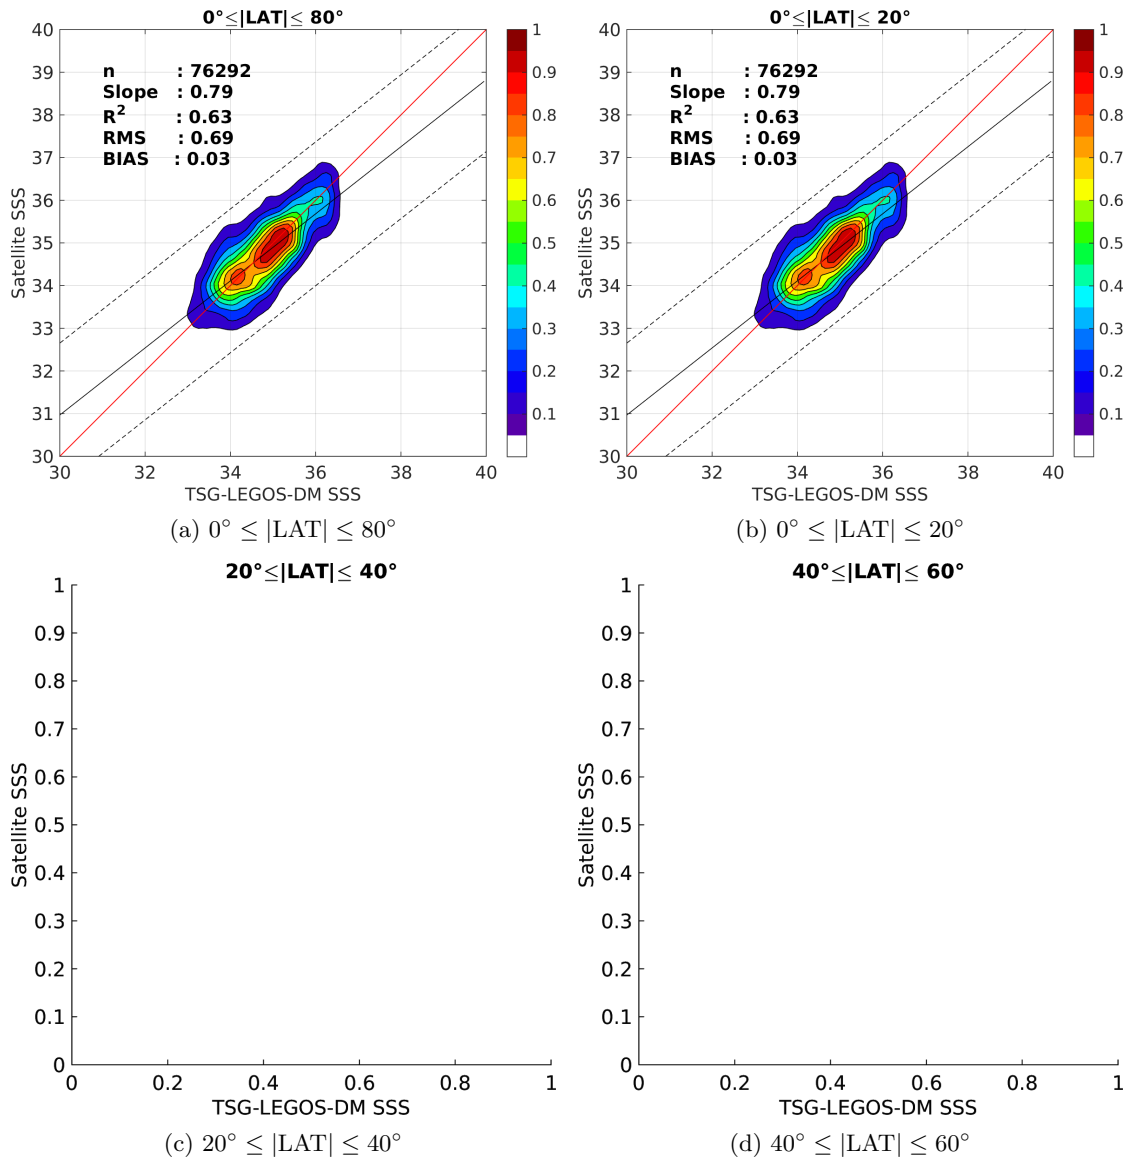 0°≤|LAT|≤ 80°
40
39
38
37
36
35
34
33
32
31
30
Satellite SSS
n : 76292
Slope : 0.79
R2 : 0.63
RMS : 0.69
BIAS : 0.03
30 32 34 36 38 40
TSG-LEGOS-DM SSS
1
0.9
0.8
0.7
0.6
0.5
0.4
0.3
0.2
0.1
(a) 0° ≤ |LAT| ≤ 80°
0°≤|LAT|≤ 20°
40
39
38
37
36
35
34
33
32
31
30
Satellite SSS
n : 76292
Slope : 0.79
R2 : 0.63
RMS : 0.69
BIAS : 0.03
30 32 34 36 38 40
TSG-LEGOS-DM SSS
1
0.9
0.8
0.7
0.6
0.5
0.4
0.3
0.2
0.1
(b) 0° ≤ |LAT| ≤ 20°
20°≤|LAT|≤ 40°
1
0.9
0.8
0.7
0.6
0.5
0.4
0.3
0.2
0.1
0
Satellite SSS
0 0.2 0.4 0.6 0.8 1
TSG-LEGOS-DM SSS
(c) 20° ≤ |LAT| ≤ 40°
40°≤|LAT|≤ 60°
1
0.9
0.8
0.7
0.6
0.5
0.4
0.3
0.2
0.1
0
Satellite SSS
0 0.2 0.4 0.6 0.8 1
TSG-LEGOS-DM SSS
(d) 40° ≤ |LAT| ≤ 60°